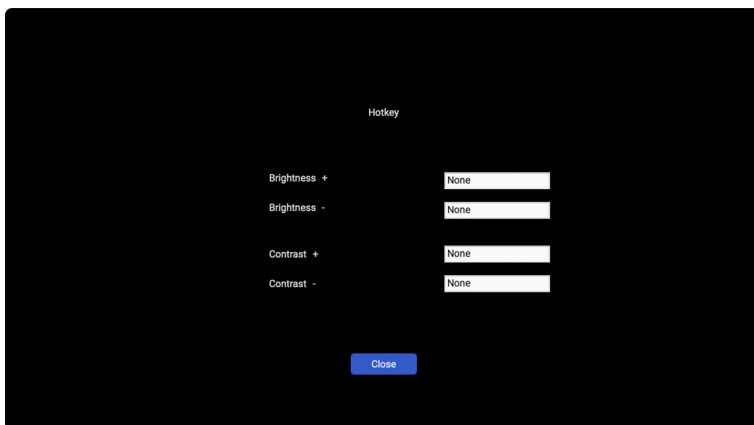 Hotkey
Brightness +
None
Brightness -
None
Contrast +
None
Contrast -
None
Close